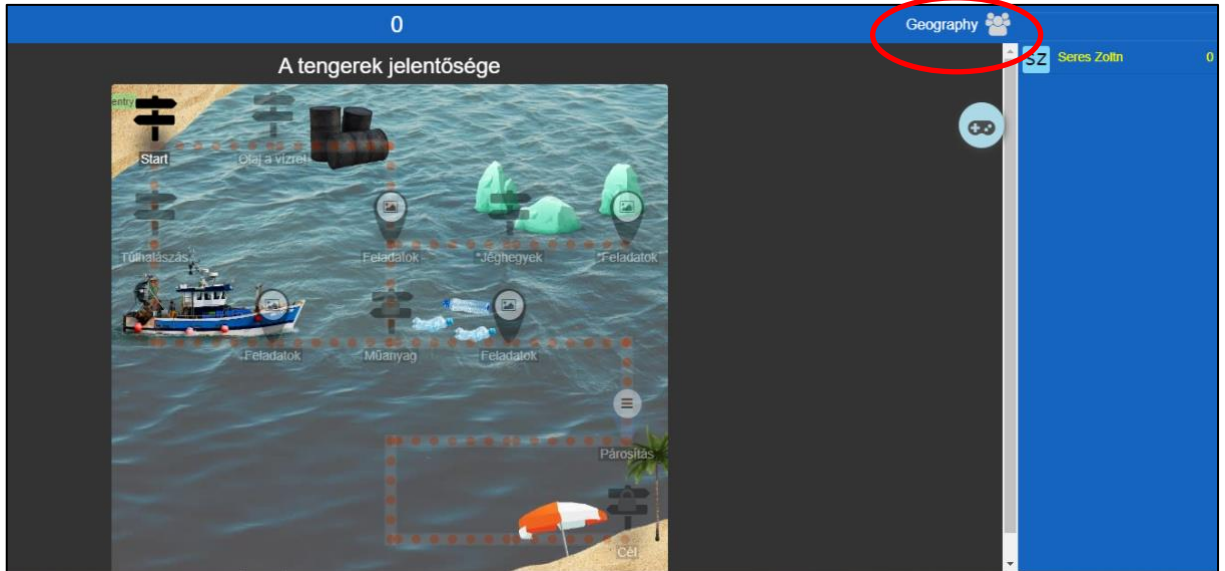 0
Geography
SZ Seres Zoltn 0
A tengerek jelentősége
entry
Start
Olaj a vízre!
Túlhalászás
Feladatok
*Jéghegyek
*Feladatok
Feladatok
Műanyag
Feladatok
Párosítás
Cél